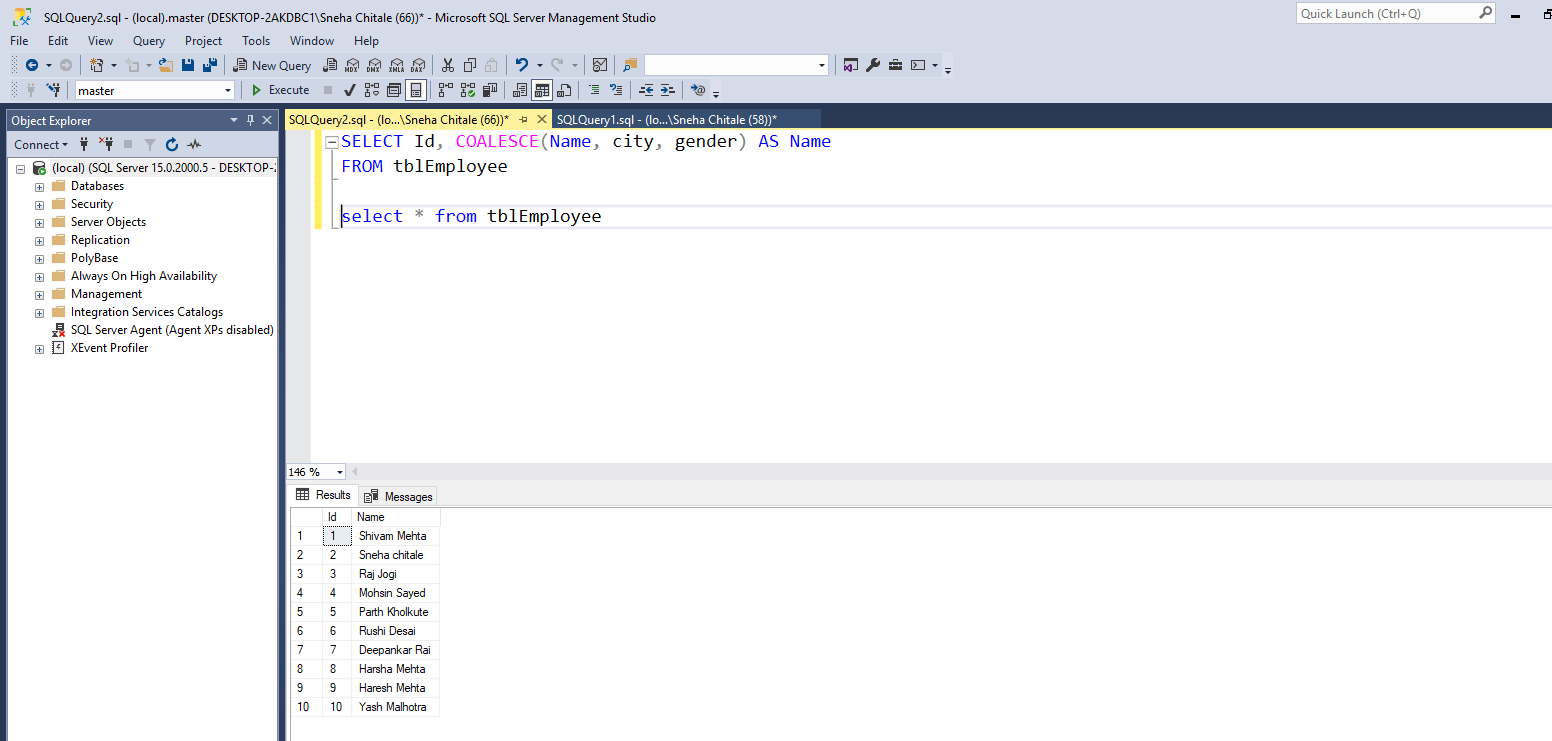 SQLQuery2.sql - (local).master (DESKTOP-2AKDBC1\Sneha Chitale (66))* - Microsoft SQL Server Management Studio
Quick Launch (Ctrl+Q)
File Edit View Query Project Tools Window Help
New Query MDX DMX XMLA DAX
master Execute
Object Explorer
SQLQuery2.sql - (lo...\Sneha Chitale (66))* SQLQuery1.sql - (lo...\Sneha Chitale (58))*
Connect
(local) (SQL Server 15.0.2000.5 - DESKTOP-
Databases
Security
Server Objects
Replication
PolyBase
Always On High Availability
Management
Integration Services Catalogs
SQL Server Agent (Agent XPs disabled)
XEvent Profiler
SELECT Id, COALESCE(Name, city, gender) AS Name
FROM tblEmployee
select * from tblEmployee
146 %
Results Messages
Id Name
1 1 Shivam Mehta
2 2 Sneha chitale
3 3 Raj Jogi
4 4 Mohsin Sayed
5 5 Parth Kholkute
6 6 Rushi Desai
7 7 Deepankar Rai
8 8 Harsha Mehta
9 9 Haresh Mehta
10 10 Yash Malhotra